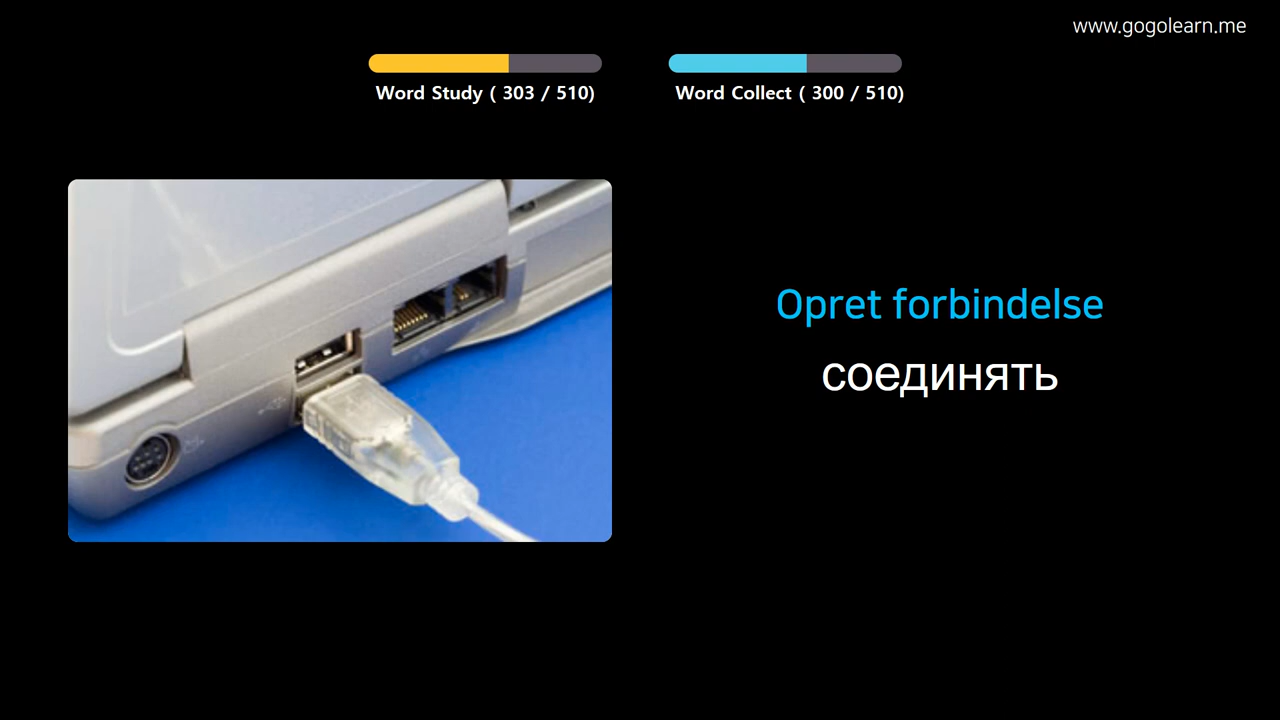 www.gogolearn.me
Word Study ( 303 / 510)
Word Collect ( 300 / 510)
Opret forbindelse
соединять